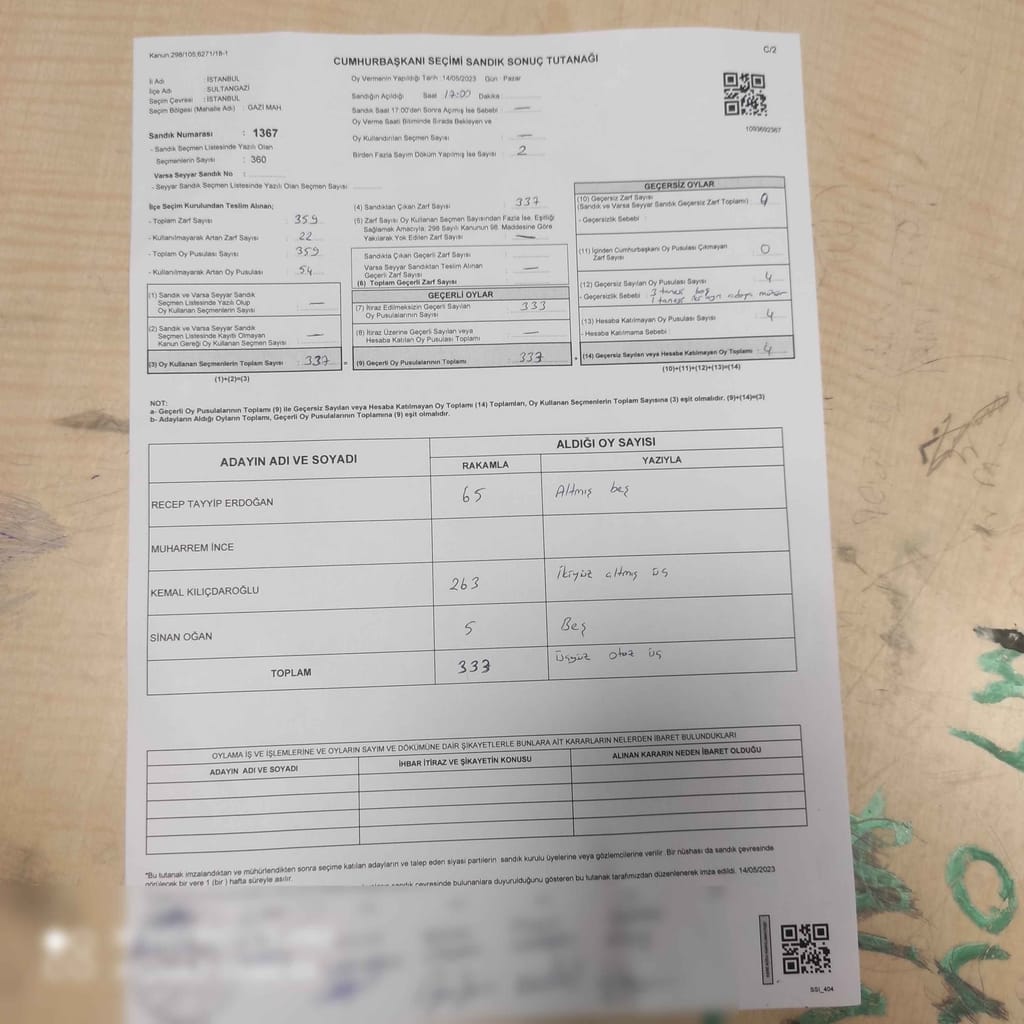 Kanun:298/105;6271/18-1
C/2
CUMHURBAŞKANI SEÇİMİ SANDIK SONUÇ TUTANAĞI
İl Adı : İSTANBUL
İlçe Adı : SULTANGAZİ
Seçim Çevresi : İSTANBUL
Seçim Bölgesi (Mahalle Adı) : GAZİ MAH.
Sandık Numarası : 1367
- Sandık Seçmen Listesinde Yazılı Olan
Seçmenlerin Sayısı : 360
Varsa Seyyar Sandık No :
- Seyyar Sandık Seçmen Listesinde Yazılı Olan Seçmen Sayısı
Oy Vermenin Yapıldığı Tarih :14/05/2023 Gün : Pazar
Sandığın Açıldığı Saat 17:00 Dakika :
Sandık Saat 17:00'den Sonra Açmış İse Sebebi : —
Oy Verme Saati Bitiminde Sırada Bekleyen ve
Oy Kullandırılan Seçmen Sayısı : —
Birden Fazla Sayım Döküm Yapılmış İse Sayısı : 2
1093692367
İlçe Seçim Kurulundan Teslim Alınan;
- Toplam Zarf Sayısı : 359
- Kullanılmayarak Artan Zarf Sayısı : 22
- Toplam Oy Pusulası Sayısı : 359
- Kullanılmayarak Artan Oy Pusulası : 54
(1) Sandık ve Varsa Seyyar Sandık
Seçmen Listesinde Yazılı Olup
Oy Kullanan Seçmenlerin Sayısı : —
(2) Sandık ve Varsa Seyyar Sandık
Seçmen Listesinde Kayıtlı Olmayan
Kanun Gereği Oy Kullanan Seçmen Sayısı : —
(3) Oy Kullanan Seçmenlerin Toplam Sayısı : 337 =
(1)+(2)=(3)
(4) Sandıktan Çıkan Zarf Sayısı : 337
(5) Zarf Sayısı Oy Kullanan Seçmen Sayısından Fazla İse, Eşitliği
Sağlamak Amacıyla, 298 Sayılı Kanunun 98. Maddesine Göre
Yakılarak Yok Edilen Zarf Sayısı : —
Sandıkta Çıkan Geçerli Zarf Sayısı :
Varsa Seyyar Sandıktan Teslim Alınan
Geçerli Zarf Sayısı : —
(6) Toplam Geçerli Zarf Sayısı :
GEÇERLİ OYLAR
(7) İtiraz Edilmeksizin Geçerli Sayılan
Oy Pusulasının Sayısı : 333
(8) İtiraz Üzerine Geçerli Sayılan veya
Hesaba Katılan Oy Pusulası Toplamı : —
(9) Geçerli Oy Pusulalarının Toplamı : 337 +
GEÇERSİZ OYLAR
(10) Geçersiz Zarf Sayısı
(Sandık ve Varsa Seyyar Sandık Geçersiz Zarf Toplamı) :
- Geçersizlik Sebebi :
(11) İçinden Cumhurbaşkanı Oy Pusulası Çıkmayan
Zarf Sayısı : 0
(12) Geçersiz Sayılan Oy Pusulası Sayısı : 4
- Geçersizlik Sebebi : 3 tanesi boş
1 tanesi adaya mühür
(13) Hesaba Katılmayan Oy Pusulası Sayısı : 4
- Hesaba Katılmama Sebebi :
(14) Geçersiz Sayılan veya Hesaba Katılmayan Oy Toplamı : 4
(10)+(11)+(12)+(13)=(14)
NOT:
a- Geçerli Oy Pusulalarının Toplamı (9) ile Geçersiz Sayılan veya Hesaba Katılmayan Oy Toplamı (14) Toplamları, Oy Kullanan Seçmenlerin Toplam Sayısına (3) eşit olmalıdır. (9)+(14)=(3)
b- Adayların Aldığı Oyların Toplamı, Geçerli Oy Pusulalarının Toplamına (9) eşit olmalıdır.
ADAYIN ADI VE SOYADI
ALDIĞI OY SAYISI
RAKAMLA YAZIYLA
RECEP TAYYİP ERDOĞAN 65 Altmış beş
MUHARREM İNCE
KEMAL KILIÇDAROĞLU 263 İkiyüz altmış üç
SİNAN OĞAN 5 Beş
TOPLAM 333 Üçyüz otuz üç
OYLAMA İŞ VE İŞLEMLERİNE VE OYLARIN SAYIM VE DÖKÜMÜNE DAİR ŞİKAYETLERLE BUNLARA AİT KARARLARIN NELERDEN İBARET BULUNDUKLARI
ADAYIN ADI VE SOYADI İHBAR İTİRAZ VE ŞİKAYETİN KONUSU ALINAN KARARIN NEDEN İBARET OLDUĞU
*Bu tutanak imzalandıktan ve mühürlendikten sonra seçime katılan adayların ve talep eden siyasi partilerin sandık kurulu üyelerine veya gözlemcilerine verilir. Bir nüshası da sandık çevresinde
görülecek bir yere 1 (bir) hafta süreyle asılır.
sandık çevresinde bulunanlara duyurulduğunu gösteren bu tutanak tarafımızdan düzenlenerek imza edildi. 14/05/2023
SSI_404